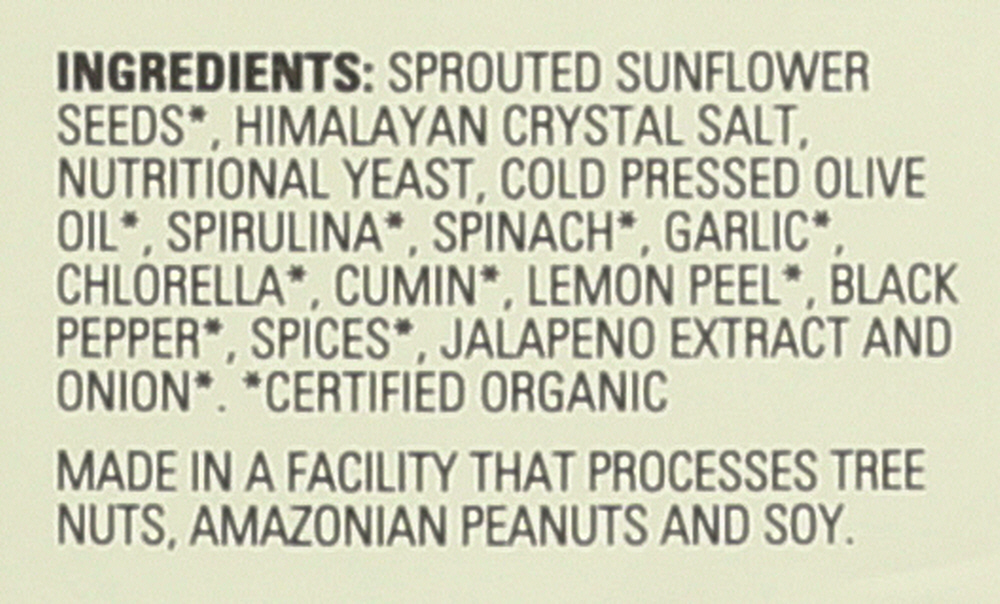 INGREDIENTS: SPROUTED SUNFLOWER
SEEDS*, HIMALAYAN CRYSTAL SALT,
NUTRITIONAL YEAST, COLD PRESSED OLIVE
OIL*, SPIRULINA*, SPINACH*, GARLIC*,
CHLORELLA*, CUMIN*, LEMON PEEL*, BLACK
PEPPER*, SPICES*, JALAPENO EXTRACT AND
ONION*. *CERTIFIED ORGANIC
MADE IN A FACILITY THAT PROCESSES TREE
NUTS, AMAZONIAN PEANUTS AND SOY.